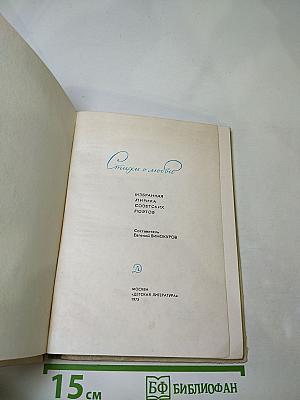 Стихи о любви
ИЗБРАННАЯ
ЛИРИКА
СОВЕТСКИХ
ПОЭТОВ
Составитель
Евгений ВИНОКУРОВ
МОСКВА
«ДЕТСКАЯ ЛИТЕРАТУРА»
1973
15 см
БФ БИБЛИОФАН